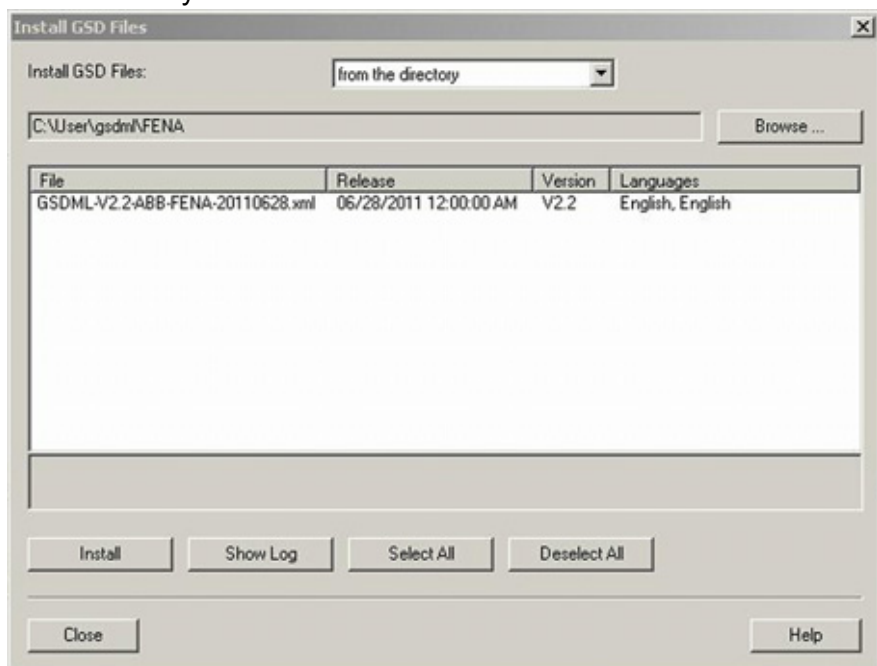 Install GSD Files
Install GSD Files: from the directory
C:\User\gsdml\FENA Browse ...
File Release Version Languages
GSDML-V2.2-ABB-FENA-20110628.xml 06/28/2011 12:00:00 AM V2.2 English, English
Install Show Log Select All Deselect All
Close Help